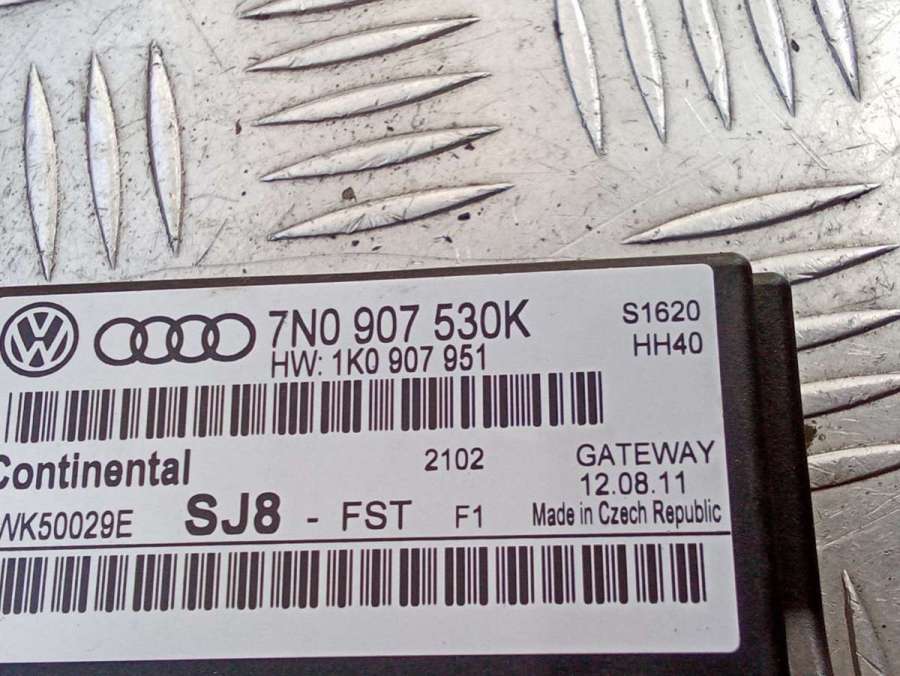 7N0 907 530K S1620
HW: 1K0 907 951 HH40
Continental 2102 GATEWAY
12.08.11
WK50029E SJ8 - FST F1 Made in Czech Republic